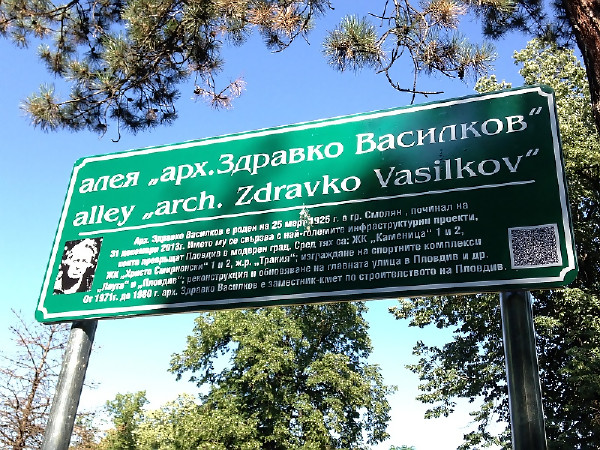 алея „арх. Здравко Василков“
alley „arch. Zdravko Vasilkov“
Арх. Здравко Василков е роден на 25 март 1925 в гр. Смолян , починал на
31 декември 2013г. Името му се свързва с най-големите инфраструктурни проекти,
които превръщат Пловдив в модерен град. Сред тях са: ЖК „Каменица“ 1 и 2,
ЖК „Христо Смирненски“ 1 и 2, ж.р. „Тракия“; изграждане на спортните комплекси
„Лаута“ и „Пловдив“; реконструкция и обновяване на главната улица в Пловдив и др.
От 1971г. до 1980 г. арх. Здравко Василков е заместник-кмет по строителството на Пловдив.